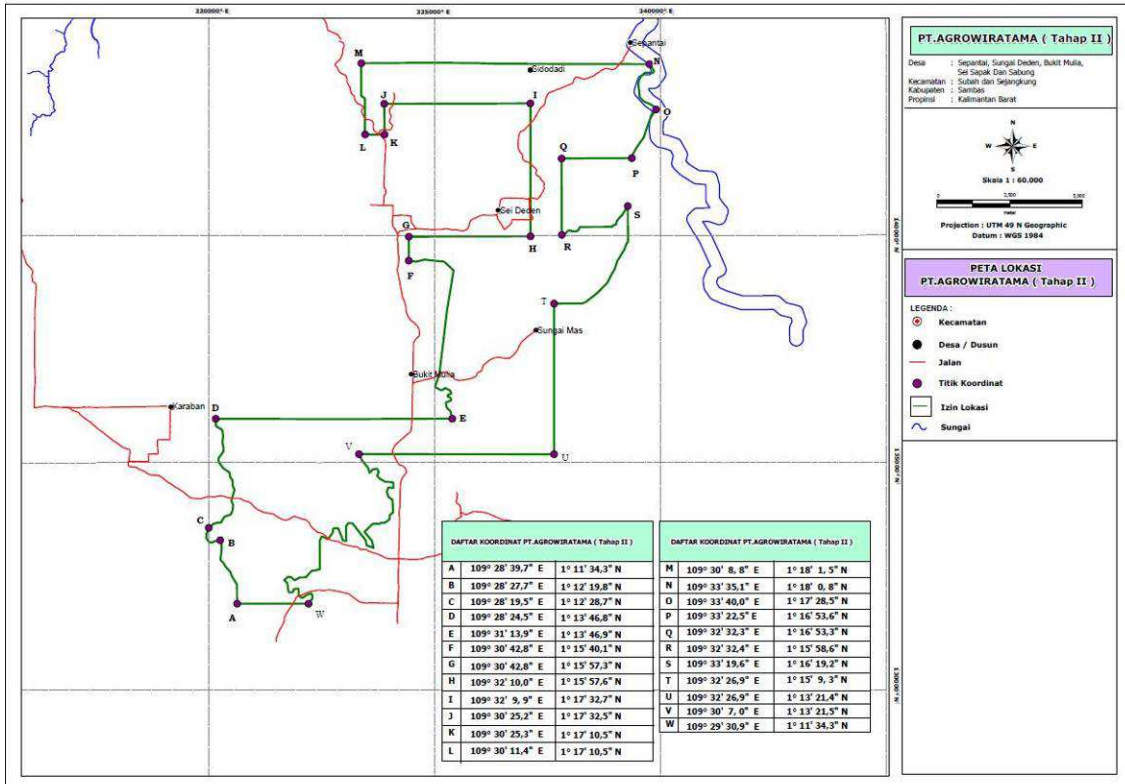 330000° E
335000° E
340000° E
M
N
Sepantai
Sidodadi
J
I
O
L
K
Q
P
S
Sei Deden
G
H
R
F
140000° N
T
Sungai Mas
Bukit Mulia
Karaban
D
E
V
U
135000° N
C
B
A
W
130000° N
DAFTAR KOORDINAT PT.AGROWIRATAMA ( Tahap II )
A 109° 28' 39,7" E 1° 11' 34,3" N
B 109° 28' 27,7" E 1° 12' 19,8" N
C 109° 28' 19,5" E 1° 12' 28,7" N
D 109° 28' 24,5" E 1° 13' 46,8" N
E 109° 31' 13,9" E 1° 13' 46,9" N
F 109° 30' 42,8" E 1° 15' 40,1" N
G 109° 30' 42,8" E 1° 15' 57,3" N
H 109° 32' 10,0" E 1° 15' 57,6" N
I 109° 32' 9, 9" E 1° 17' 32,7" N
J 109° 30' 25,2" E 1° 17' 32,5" N
K 109° 30' 25,3" E 1° 17' 10,5" N
L 109° 30' 11,4" E 1° 17' 10,5" N
DAFTAR KOORDINAT PT.AGROWIRATAMA ( Tahap II )
M 109° 30' 8, 8" E 1° 18' 1, 5" N
N 109° 33' 35,1" E 1° 18' 0, 8" N
O 109° 33' 40,0" E 1° 17' 28,5" N
P 109° 33' 22,5" E 1° 16' 53,6" N
Q 109° 32' 32,3" E 1° 16' 53,3" N
R 109° 32' 32,4" E 1° 15' 58,6" N
S 109° 33' 19,6" E 1° 16' 19,2" N
T 109° 32' 26,9" E 1° 15' 9, 3" N
U 109° 32' 26,9" E 1° 13' 21,4" N
V 109° 30' 7, 0" E 1° 13' 21,5" N
W 109° 29' 30,9" E 1° 11' 34,3" N
PT.AGROWIRATAMA ( Tahap II )
Desa : Sepantai, Sungai Deden, Bukit Mulia,
Sei Sapak Dan Sabung
Kecamatan : Subah dan Sejangkung
Kabupaten : Sambas
Propinsi : Kalimantan Barat
N
W E
S
Skala 1 : 60.000
0 2,500 5,000
Meter
Projection : UTM 49 N Geographic
Datum : WGS 1984
PETA LOKASI
PT.AGROWIRATAMA ( Tahap II )
LEGENDA :
Kecamatan
Desa / Dusun
Jalan
Titik Koordinat
Izin Lokasi
Sungai